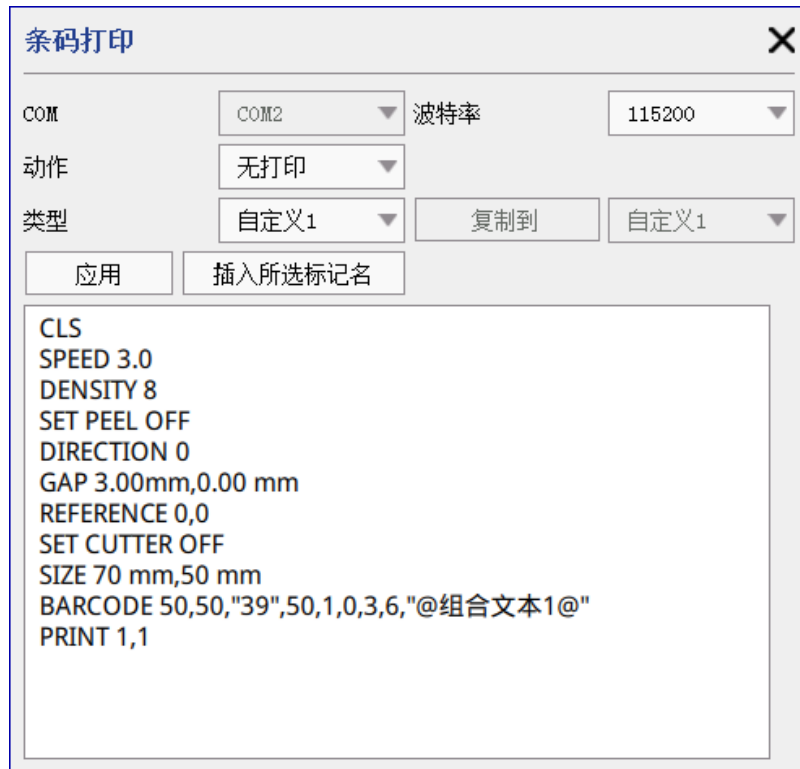 条码打印
COM COM2 波特率 115200
动作 无打印
类型 自定义1 复制到 自定义1
应用 插入所选标记名
CLS
SPEED 3.0
DENSITY 8
SET PEEL OFF
DIRECTION 0
GAP 3.00mm,0.00 mm
REFERENCE 0,0
SET CUTTER OFF
SIZE 70 mm,50 mm
BARCODE 50,50,"39",50,1,0,3,6,"@组合文本1@"
PRINT 1,1